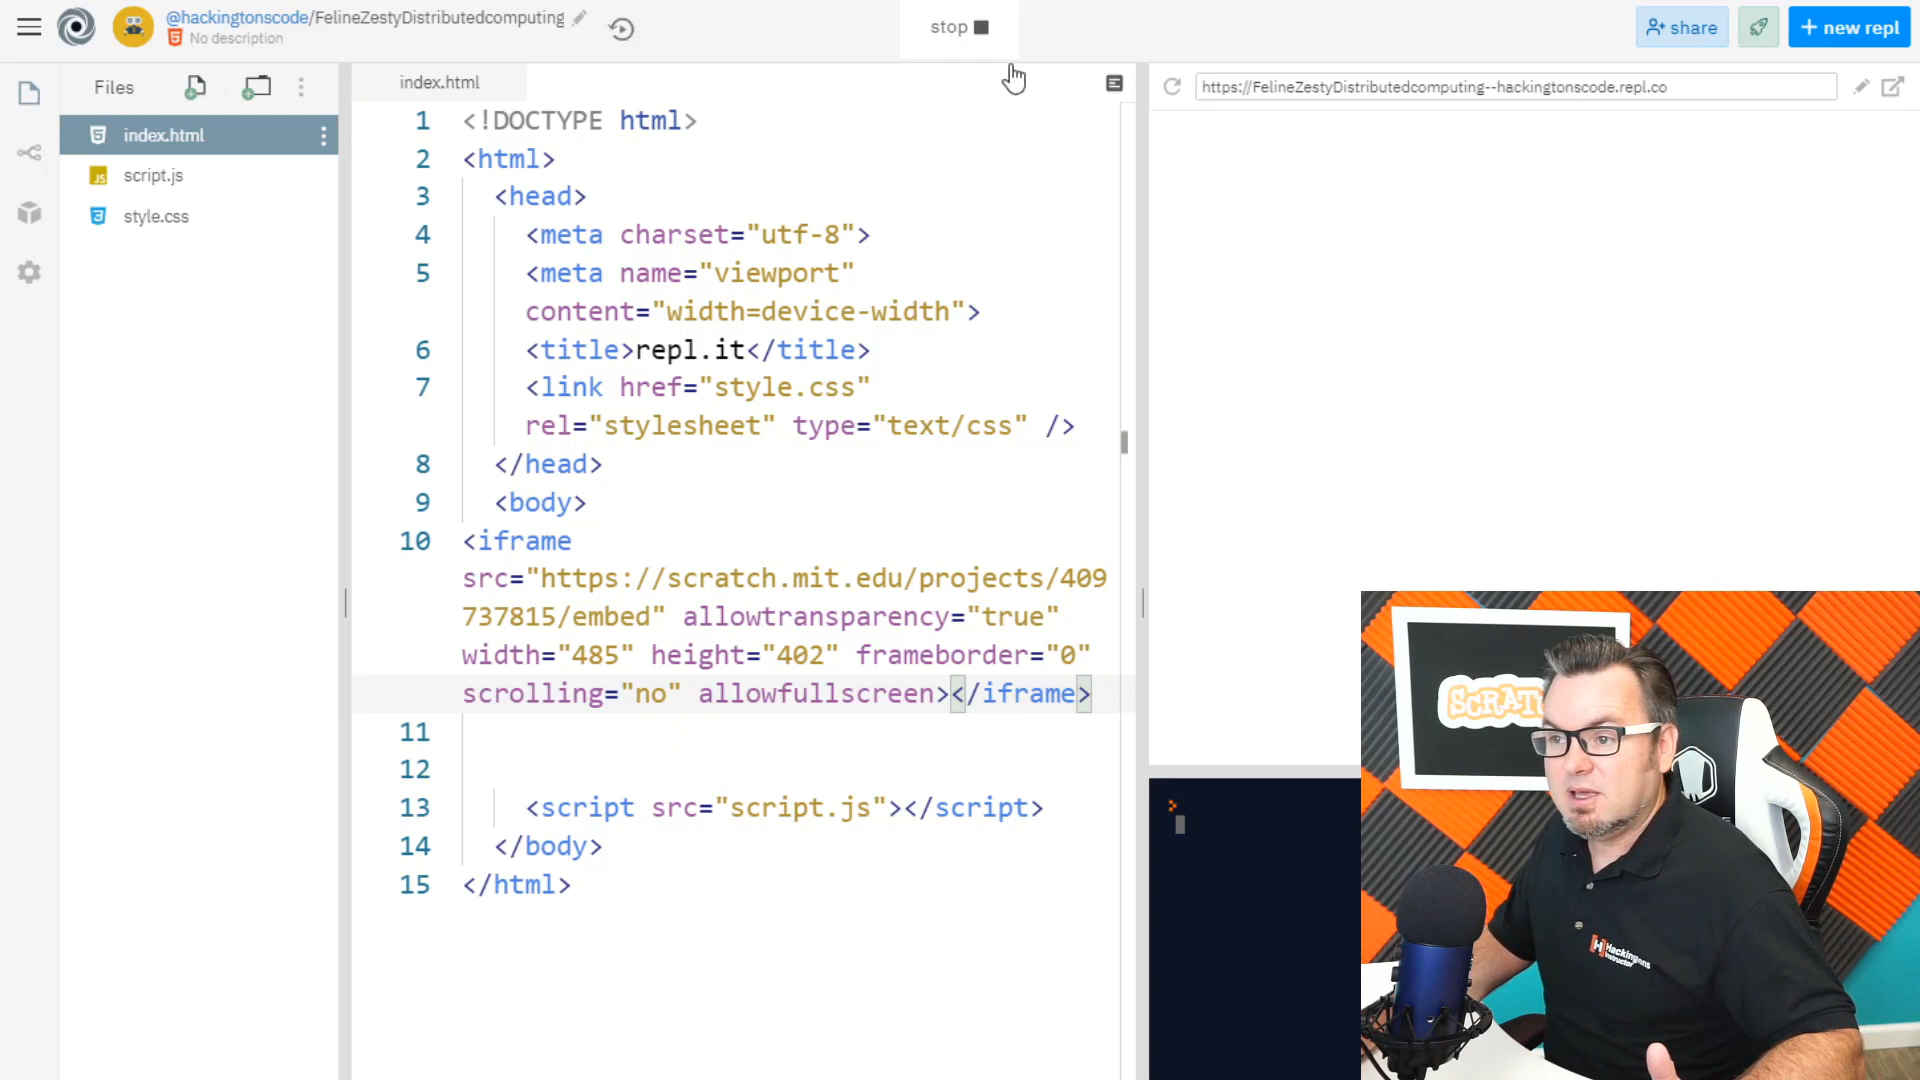 @hackingtonscode/FelineZestyDistributedcomputing
No description
stop
share
+ new repl
Files
index.html
script.js
style.css
index.html
https://FelineZestyDistributedcomputing--hackingtonscode.repl.co
1 <!DOCTYPE html>
2 <html>
3 <head>
4 <meta charset="utf-8">
5 <meta name="viewport"
content="width=device-width">
6 <title>repl.it</title>
7 <link href="style.css"
rel="stylesheet" type="text/css" />
8 </head>
9 <body>
10 <iframe
src="https://scratch.mit.edu/projects/409
737815/embed" allowtransparency="true"
width="485" height="402" frameborder="0"
scrolling="no" allowfullscreen></iframe>
11
12
13 <script src="script.js"></script>
14 </body>
15 </html>
>
Hackingtons
Instructor